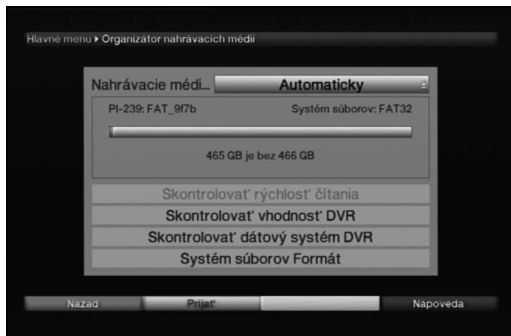 Hlavné menu ▸ Organizátor nahrávacích médií
Nahrávacie médi... Automaticky
PI-239: FAT_9f7b Systém súborov: FAT32
465 GB je bez 466 GB
Skontrolovať rýchlosť čítania
Skontrolovať vhodnosť DVR
Skontrolovať dátový systém DVR
Systém súborov Formát
Nazad Prijať Nápoveda